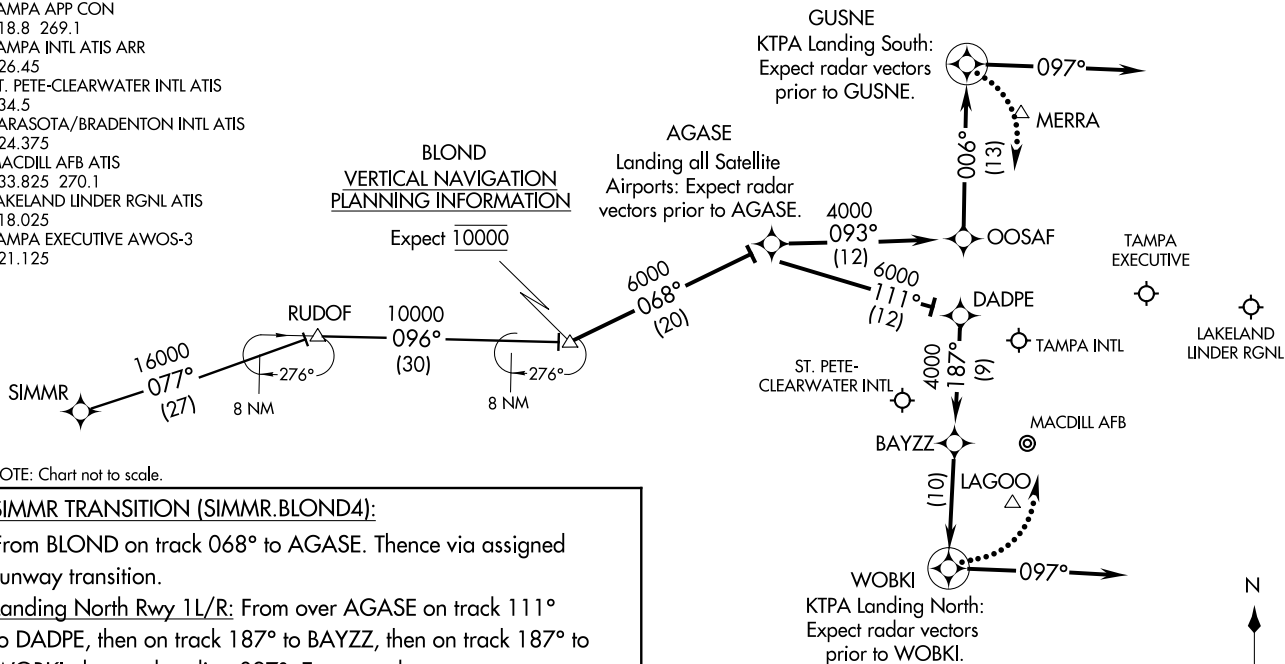 AMPA APP CON
18.8 269.1
AMPA INTL ATIS ARR
26.45
T. PETE-CLEARWATER INTL ATIS
34.5
ARASOTA/BRADENTON INTL ATIS
24.375
ACDILL AFB ATIS
33.825 270.1
AKELAND LINDER RGNL ATIS
18.025
AMPA EXECUTIVE AWOS-3
21.125
GUSNE
KTPA Landing South:
Expect radar vectors
prior to GUSNE.
097°
MERRA
006°
(13)
AGASE
Landing all Satellite
Airports: Expect radar
vectors prior to AGASE.
BLOND
VERTICAL NAVIGATION
PLANNING INFORMATION
Expect 10000
4000
093°
(12)
OOSAF
6000
111°
(12)
DADPE
TAMPA
EXECUTIVE
LAKELAND
LINDER RGNL
TAMPA INTL
6000
068°
(20)
RUDOF
10000
096°
(30)
276°
8 NM
276°
8 NM
16000
077°
(27)
SIMMR
ST. PETE-
CLEARWATER INTL
4000
187°
(9)
BAYZZ
MACDILL AFB
LAGOO
(10)
WOBKI
097°
KTPA Landing North:
Expect radar vectors
prior to WOBKI.
N
OTE: Chart not to scale.
SIMMR TRANSITION (SIMMR.BLOND4):
From BLOND on track 068° to AGASE. Thence via assigned
runway transition.
Landing North Rwy 1L/R: From over AGASE on track 111°
to DADPE, then on track 187° to BAYZZ, then on track 187° to